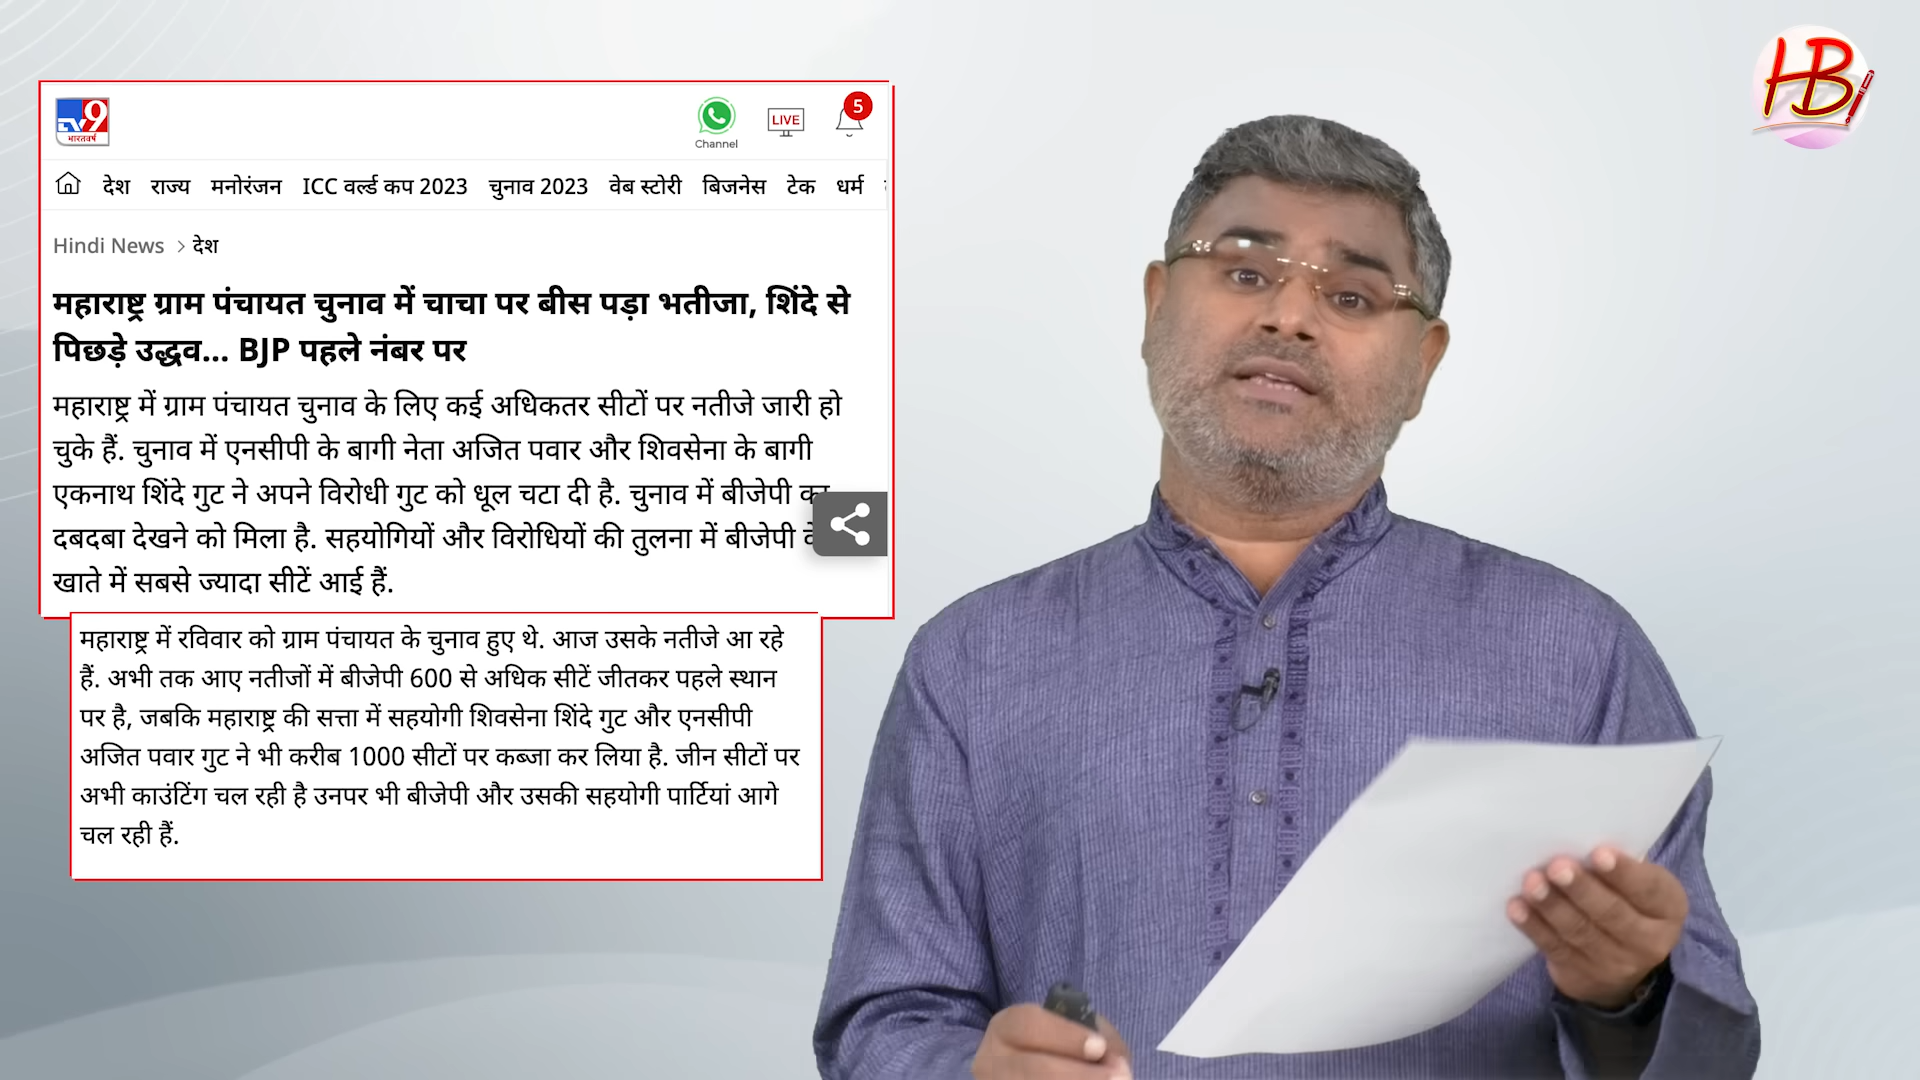 TV9
भारतवर्ष
Channel
LIVE
5
देश राज्य मनोरंजन ICC वर्ल्ड कप 2023 चुनाव 2023 वेब स्टोरी बिजनेस टेक धर्म
Hindi News > देश
महाराष्ट्र ग्राम पंचायत चुनाव में चाचा पर बीस पड़ा भतीजा, शिंदे से
पिछड़े उद्धव... BJP पहले नंबर पर
महाराष्ट्र में ग्राम पंचायत चुनाव के लिए कई अधिकतर सीटों पर नतीजे जारी हो
चुके हैं. चुनाव में एनसीपी के बागी नेता अजित पवार और शिवसेना के बागी
एकनाथ शिंदे गुट ने अपने विरोधी गुट को धूल चटा दी है. चुनाव में बीजेपी का
दबदबा देखने को मिला है. सहयोगियों और विरोधियों की तुलना में बीजेपी
खाते में सबसे ज्यादा सीटें आई हैं.
महाराष्ट्र में रविवार को ग्राम पंचायत के चुनाव हुए थे. आज उसके नतीजे आ रहे
हैं. अभी तक आए नतीजों में बीजेपी 600 से अधिक सीटें जीतकर पहले स्थान
पर है, जबकि महाराष्ट्र की सत्ता में सहयोगी शिवसेना शिंदे गुट और एनसीपी
अजित पवार गुट ने भी करीब 1000 सीटों पर कब्जा कर लिया है. जीन सीटों पर
अभी काउंटिंग चल रही है उनपर भी बीजेपी और उसकी सहयोगी पार्टियां आगे
चल रही हैं.
HB